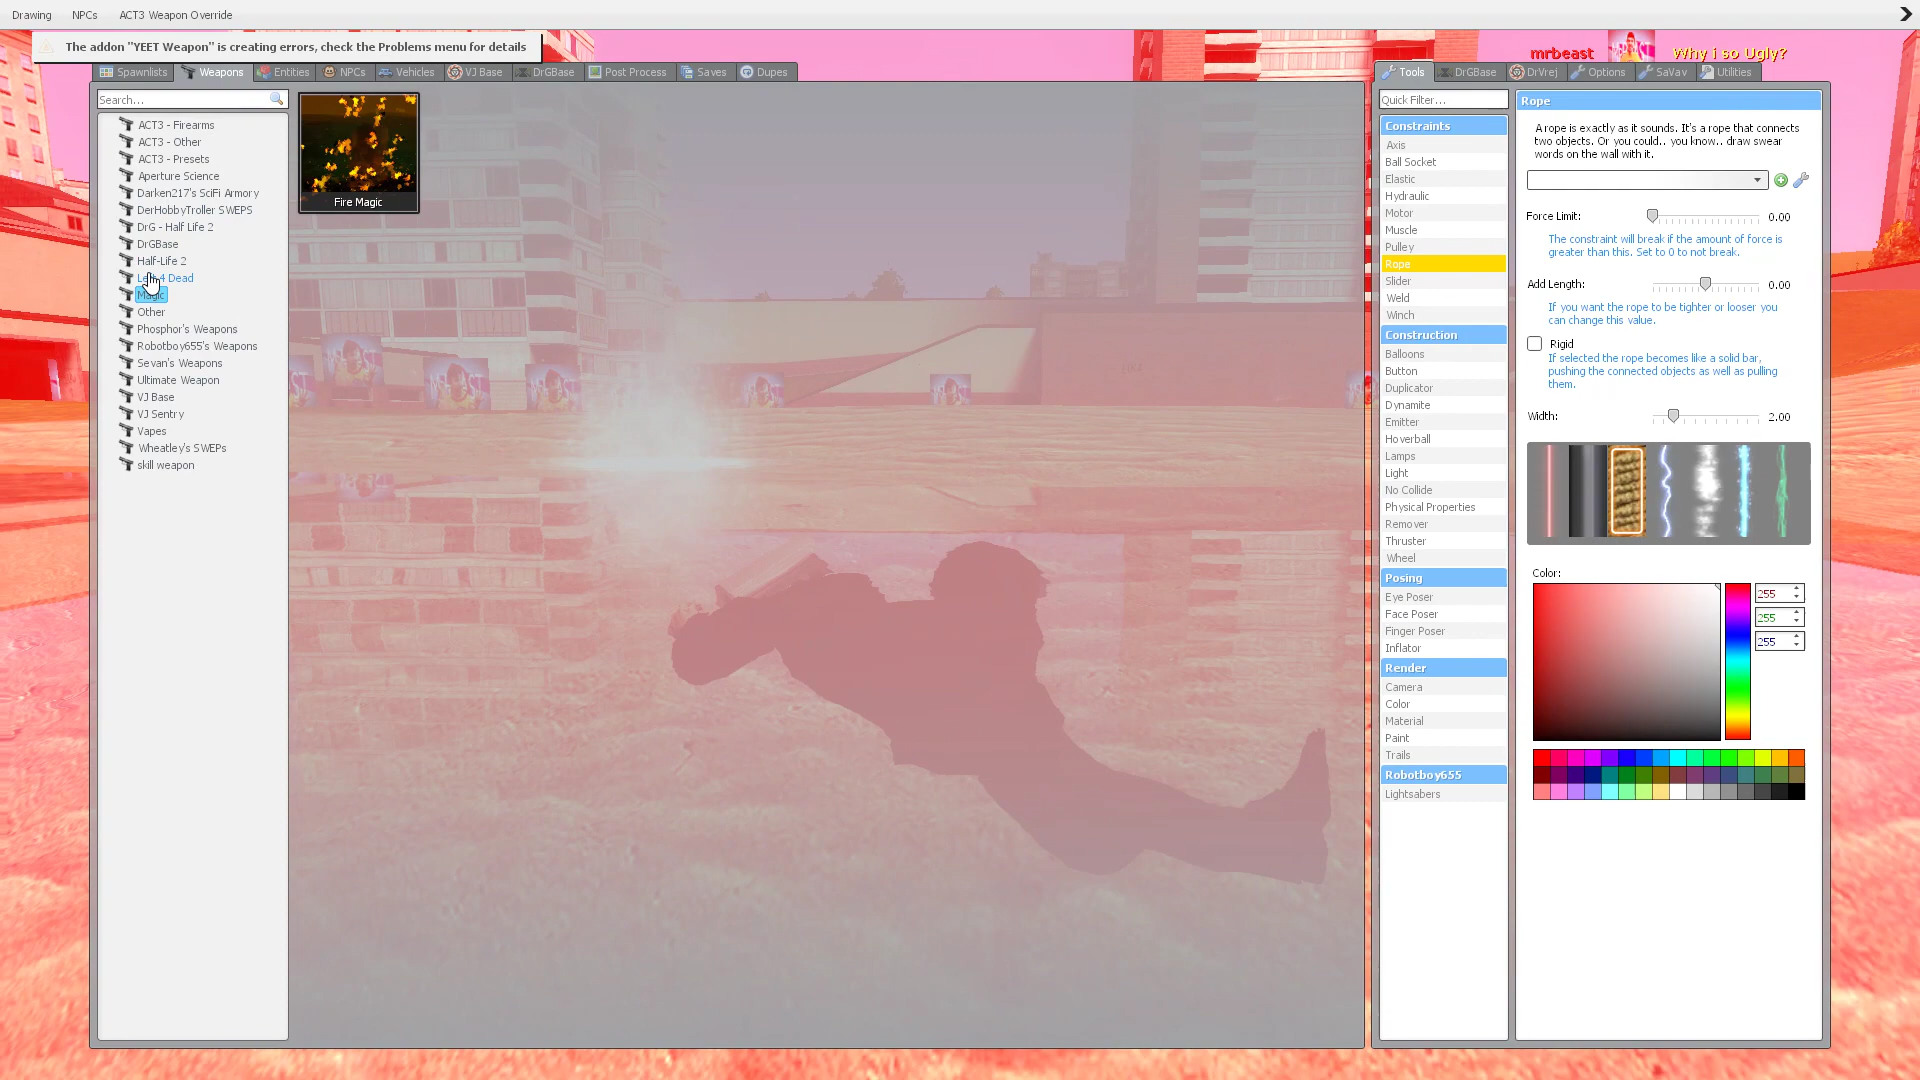 Drawing
NPCs
ACT3 Weapon Override
The addon "YEET Weapon" is creating errors, check the Problems menu for details
mrbeast
Why i so Ugly?
Spawnlists
Weapons
Entities
NPCs
Vehicles
VJ Base
DrGBase
Post Process
Saves
Dupes
Search...
ACT3 - Firearms
ACT3 - Other
ACT3 - Presets
Aperture Science
Darken217's SciFi Armory
DerHobbyTroller SWEPS
DrG - Half Life 2
DrGBase
Half-Life 2
Left 4 Dead
Magic
Other
Phosphor's Weapons
Robotboy655's Weapons
Sevan's Weapons
Ultimate Weapon
VJ Base
VJ Sentry
Vapes
Wheatley's SWEPs
skill weapon
Fire Magic
Tools
DrGBase
DrVrej
Options
SaVav
Utilities
Quick Filter...
Constraints
Axis
Ball Socket
Elastic
Hydraulic
Motor
Muscle
Pulley
Rope
Slider
Weld
Winch
Construction
Balloons
Button
Duplicator
Dynamite
Emitter
Hoverball
Lamps
Light
No Collide
Physical Properties
Remover
Thruster
Wheel
Posing
Eye Poser
Face Poser
Finger Poser
Inflator
Render
Camera
Color
Material
Paint
Trails
Robotboy655
Lightsabers
Rope
A rope is exactly as it sounds. It's a rope that connects
two objects. Or you could.. you know.. draw swear
words on the wall with it.
Force Limit: 0.00
The constraint will break if the amount of force is
greater than this. Set to 0 to not break.
Add Length: 0.00
If you want the rope to be tighter or looser you
can change this value.
Rigid
If selected the rope becomes like a solid bar,
pushing the connected objects as well as pulling
them.
Width: 2.00
Color:
255
255
255